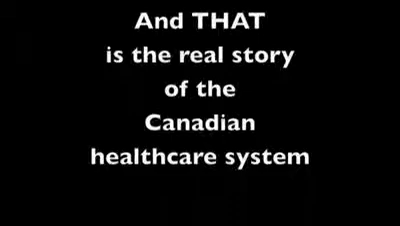 And THAT
is the real story
of the
Canadian
healthcare system